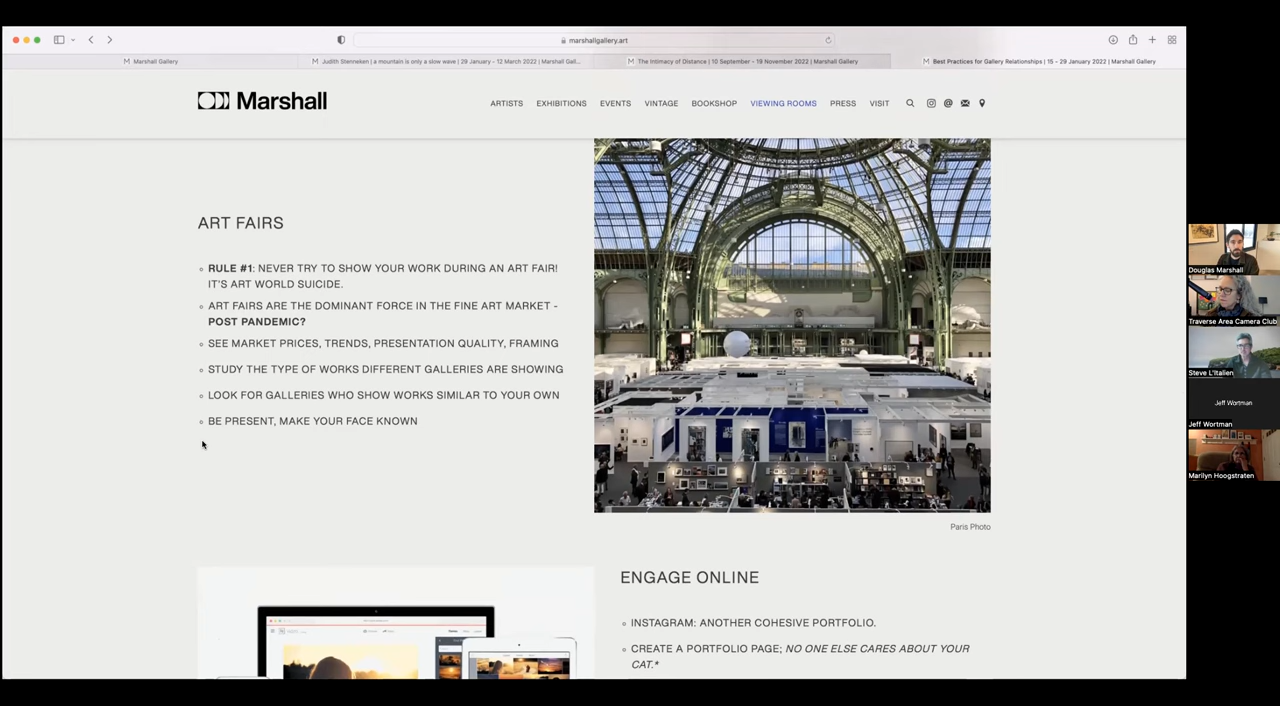 marshallgallery.art
Marshall Gallery
Judith Stenneken | a mountain is only a slow wave | 29 January - 12 March 2022 | Marshall Gall...
The Intimacy of Distance | 10 September - 19 November 2022 | Marshall Gallery
Best Practices for Gallery Relationships | 15 - 29 January 2022 | Marshall Gallery
Marshall
ARTISTS EXHIBITIONS EVENTS VINTAGE BOOKSHOP VIEWING ROOMS PRESS VISIT
ART FAIRS
RULE #1: NEVER TRY TO SHOW YOUR WORK DURING AN ART FAIR!
IT'S ART WORLD SUICIDE.
ART FAIRS ARE THE DOMINANT FORCE IN THE FINE ART MARKET -
POST PANDEMIC?
SEE MARKET PRICES, TRENDS, PRESENTATION QUALITY, FRAMING
STUDY THE TYPE OF WORKS DIFFERENT GALLERIES ARE SHOWING
LOOK FOR GALLERIES WHO SHOW WORKS SIMILAR TO YOUR OWN
BE PRESENT, MAKE YOUR FACE KNOWN
Paris Photo
ENGAGE ONLINE
INSTAGRAM: ANOTHER COHESIVE PORTFOLIO.
CREATE A PORTFOLIO PAGE; NO ONE ELSE CARES ABOUT YOUR
CAT.*
Douglas Marshall
Traverse Area Camera Club
Steve L'Italien
Jeff Wortman
Jeff Wortman
Marilyn Hoogstraten